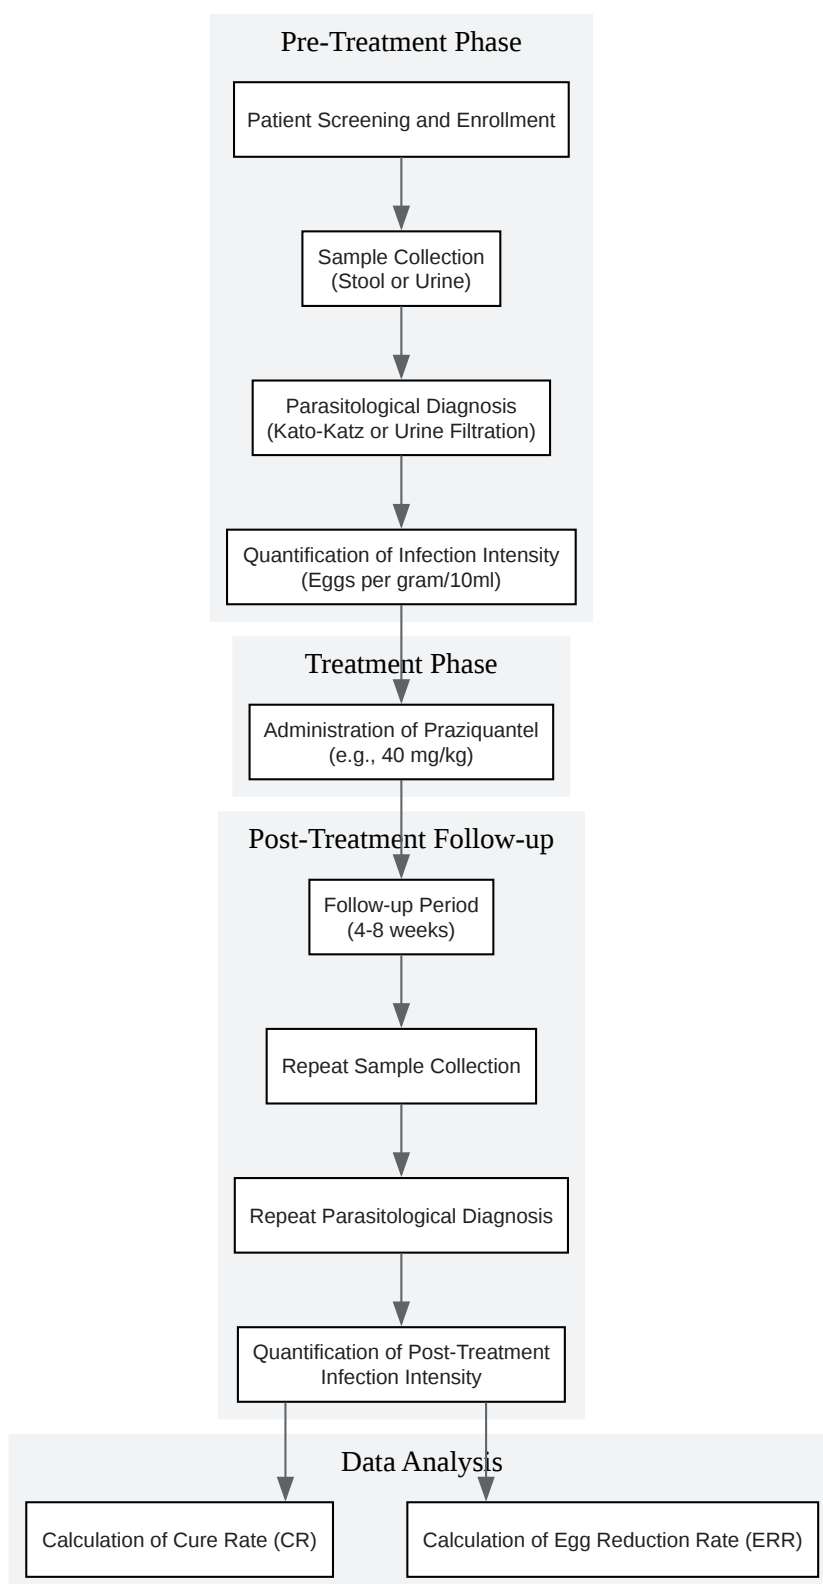 Pre-Treatment Phase
Patient Screening and Enrollment
Sample Collection
(Stool or Urine)
Parasitological Diagnosis
(Kato-Katz or Urine Filtration)
Quantification of Infection Intensity
(Eggs per gram/10ml)
Treatment Phase
Administration of Praziquantel
(e.g., 40 mg/kg)
Post-Treatment Follow-up
Follow-up Period
(4-8 weeks)
Repeat Sample Collection
Repeat Parasitological Diagnosis
Quantification of Post-Treatment
Infection Intensity
Data Analysis
Calculation of Cure Rate (CR)
Calculation of Egg Reduction Rate (ERR)